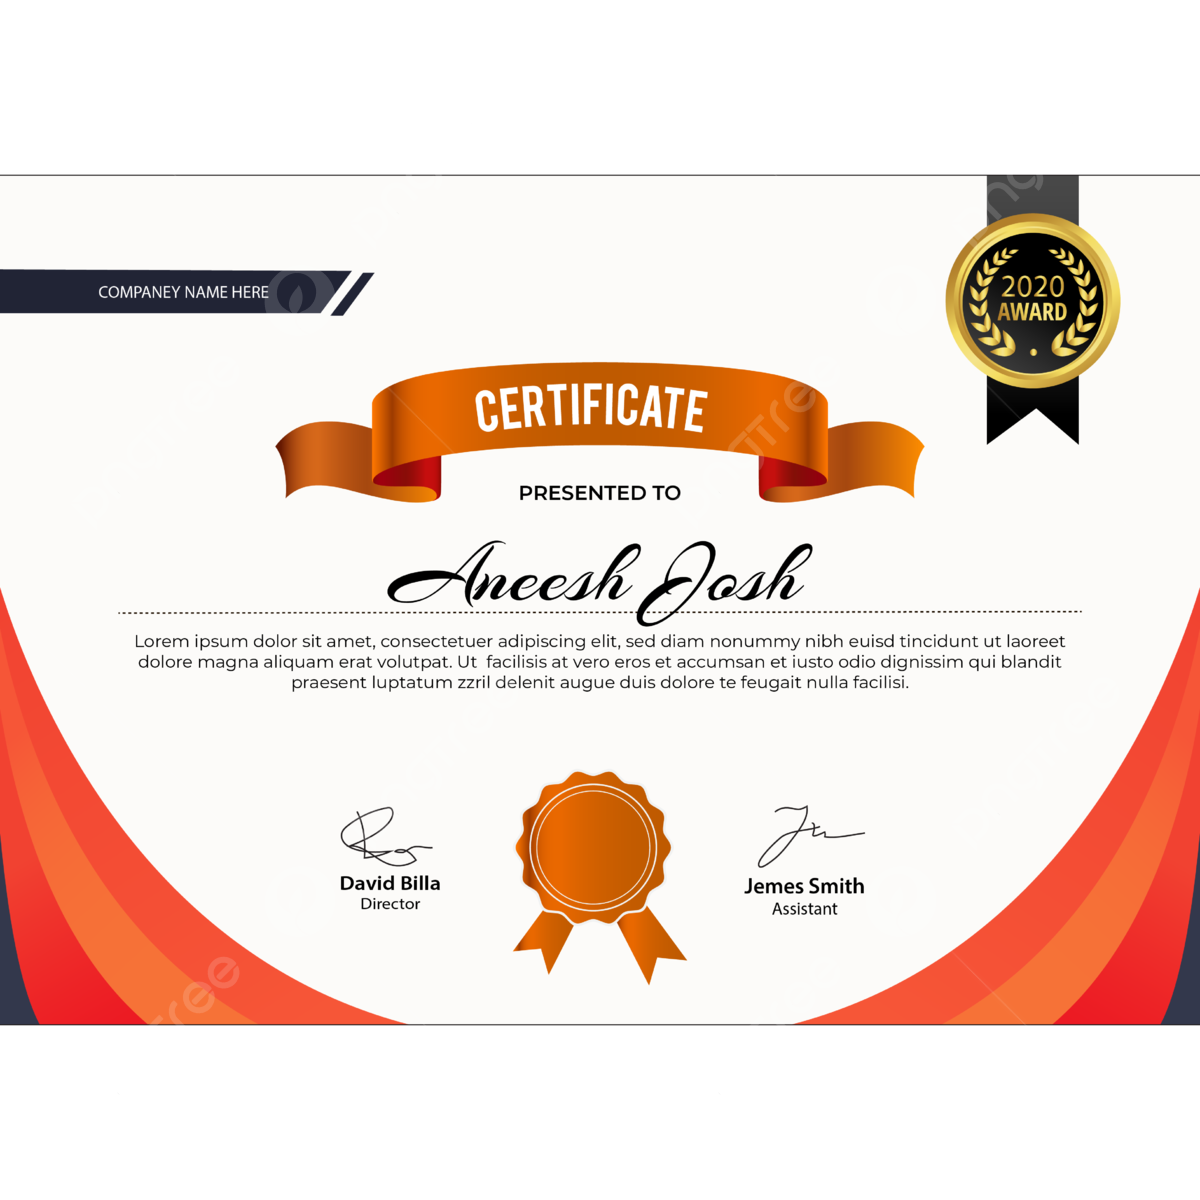 COMPANEY NAME HERE
2020
AWARD
CERTIFICATE
PRESENTED TO
Aneesh Josh
Lorem ipsum dolor sit amet, consectetuer adipiscing elit, sed diam nonummy nibh euisd tincidunt ut laoreet
dolore magna aliquam erat volutpat. Ut facilisis at vero eros et accumsan et iusto odio dignissim qui blandit
praesent luptatum zzril delenit augue duis dolore te feugait nulla facilisi.
David Billa
Director
Jemes Smith
Assistant